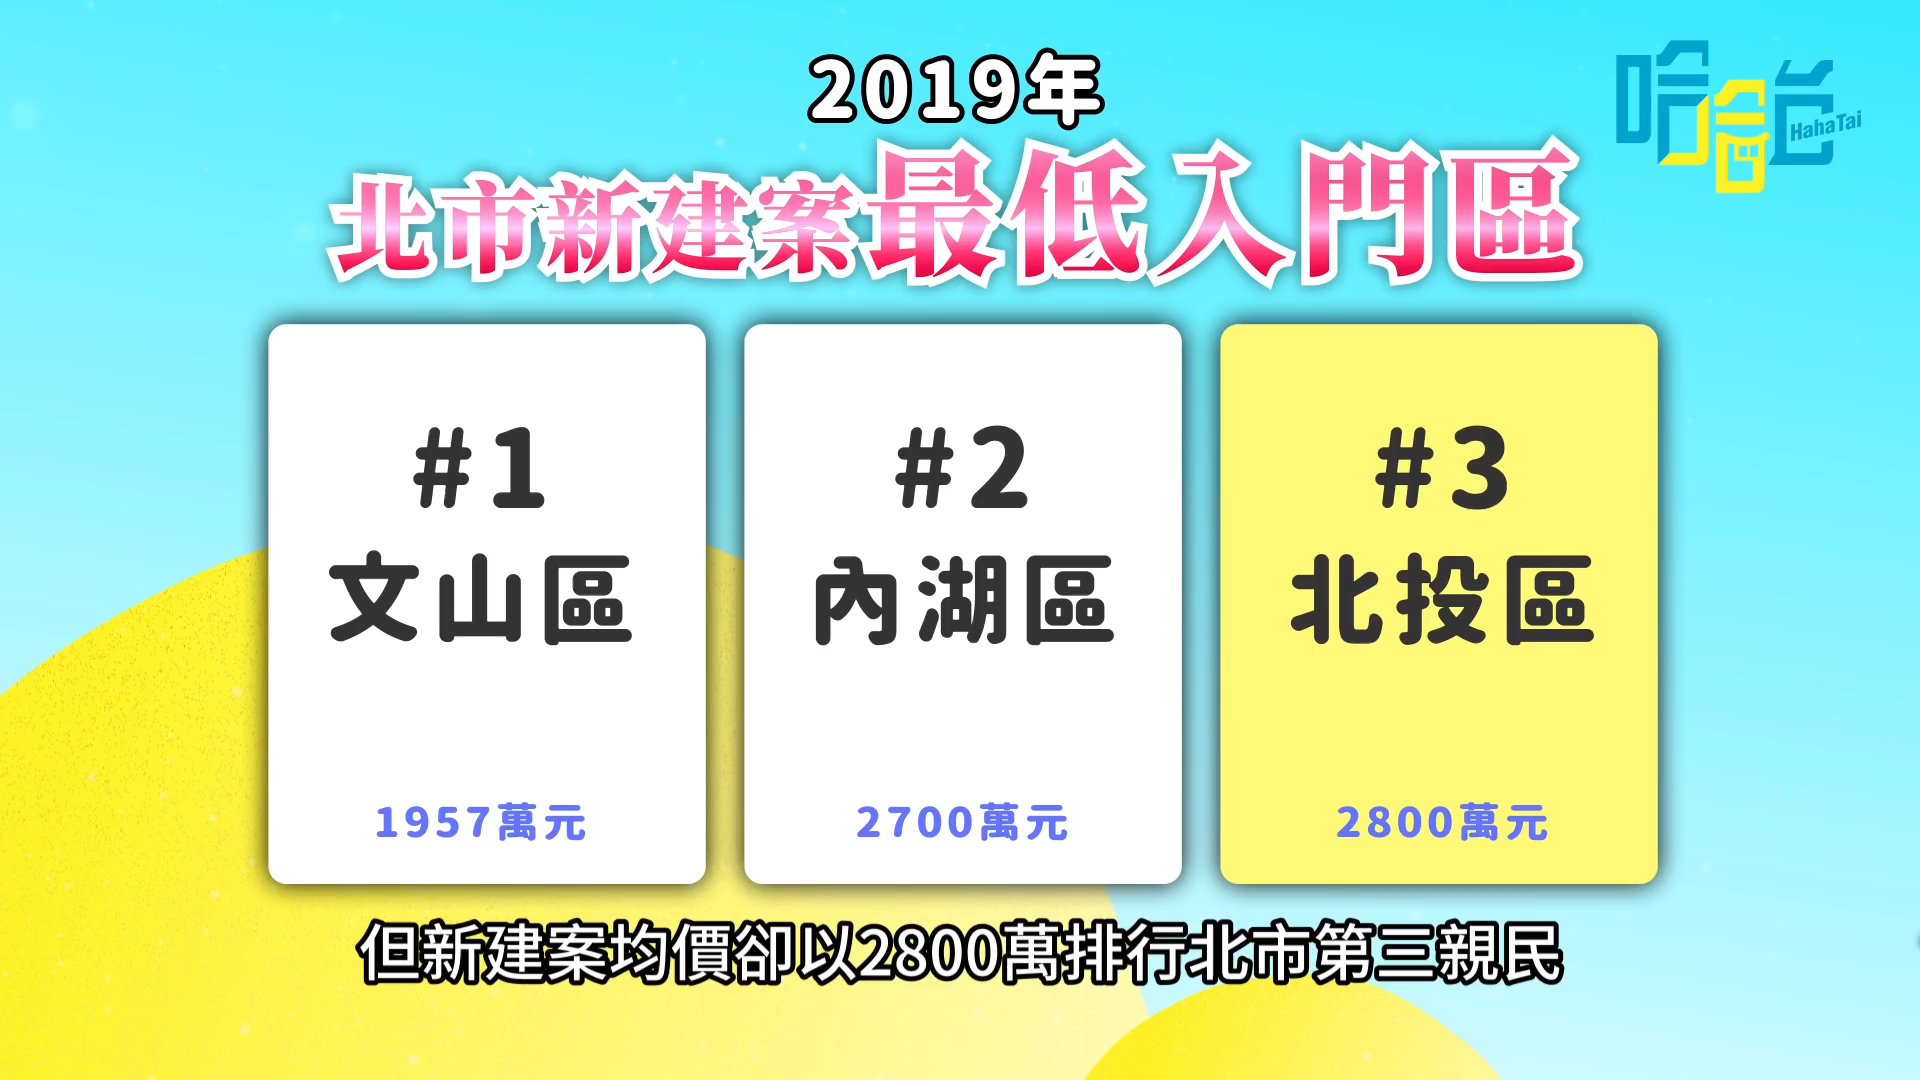 2019年
哈哈台
HahaTai
北市新建案最低入門區
#1
文山區
1957萬元
#2
內湖區
2700萬元
#3
北投區
2800萬元
但新建案均價卻以2800萬排行北市第三親民